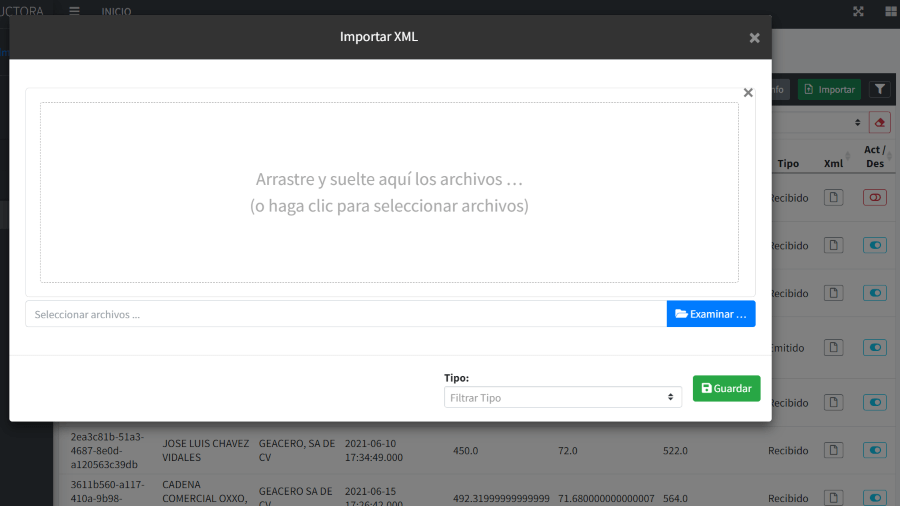 UCTORA
INICIO
Importar XML
Importar
Arrastre y suelte aquí los archivos …
(o haga clic para seleccionar archivos)
Seleccionar archivos ...
Examinar …
Tipo:
Filtrar Tipo
Guardar
Tipo
Xml
Act /
Des
Recibido
Recibido
Recibido
Emitido
Recibido
2ea3c81b-51a3-
4687-8e0d-
a120563c39db
JOSE LUIS CHAVEZ
VIDALES
GEACERO, SA DE
CV
2021-06-10
17:34:49.000
450.0
72.0
522.0
Recibido
3611b560-a117-
410a-9b98-
CADENA
COMERCIAL OXXO,
GEACERO SA DE
CV
2021-06-15
17:26:42.000
492.31999999999999
71.680000000000007
564.0
Recibido